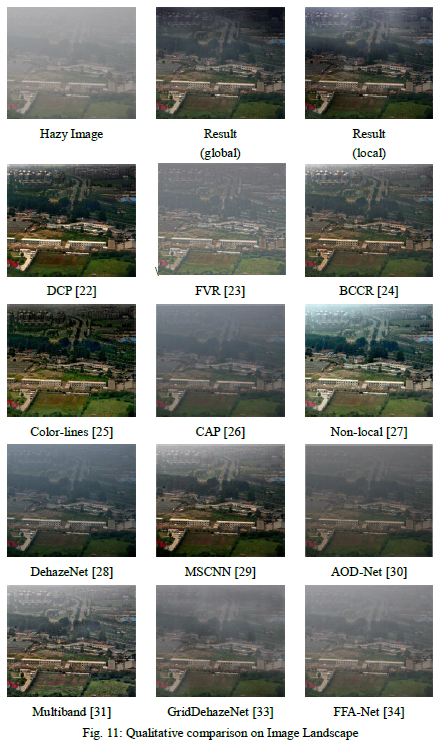 Hazy Image
Result
(global)
Result
(local)
DCP [22]
FVR [23]
BCCR [24]
Color-lines [25]
CAP [26]
Non-local [27]
DehazeNet [28]
MSCNN [29]
AOD-Net [30]
Multiband [31]
GridDehazeNet [33]
FFA-Net [34]
Fig. 11: Qualitative comparison on Image Landscape